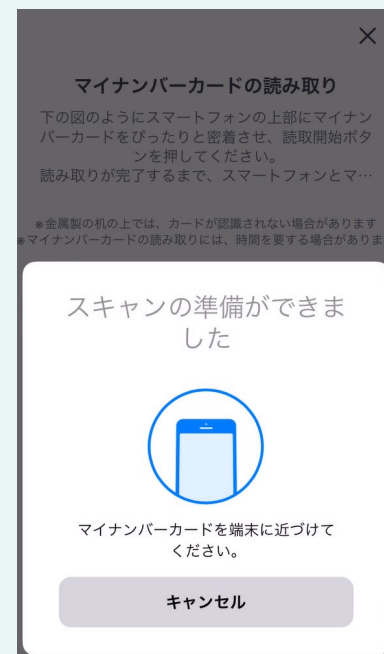 マイナンバーカードの読み取り
下の図のようにスマートフォンの上部にマイナン
バーカードをぴったりと密着させ、読取開始ボタ
ンを押してください。
読み取りが完了するまで、スマートフォンとマ…
※金属製の机の上では、カードが認識されない場合があります
※マイナンバーカードの読み取りには、時間を要する場合がありま
スキャンの準備ができま
した
マイナンバーカードを端末に近づけて
ください。
キャンセル